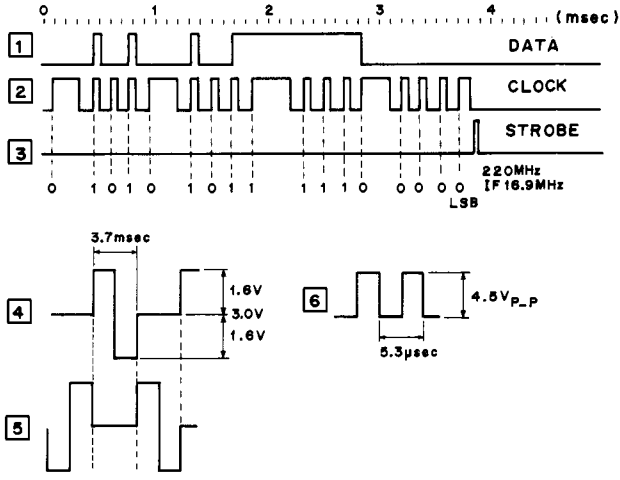 0 1 2 3 4 (msec)
1 DATA
2 CLOCK
3 STROBE
0 1 0 1 0 1 0 1 1 1 1 1 0 0 0 0 0
220MHz
IF16.9MHz
LSB
3.7msec
4 1.6V
3.0V
1.6V
6 4.5Vp-p
5.3µsec
5